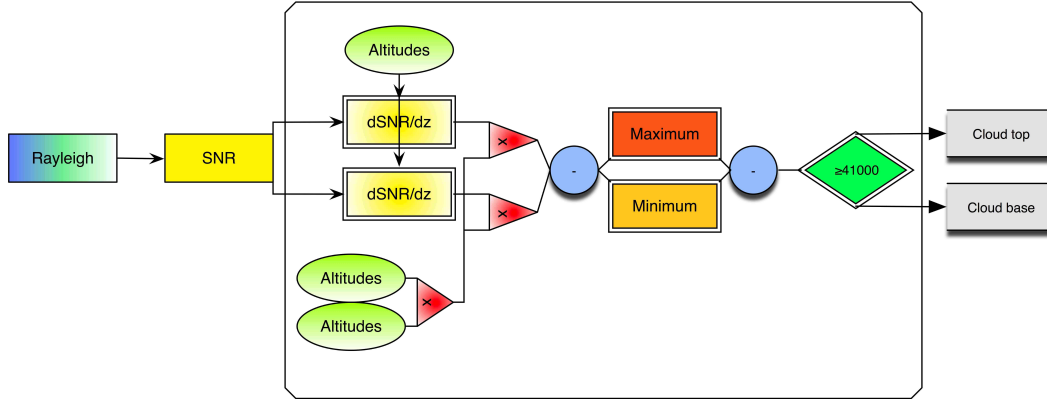 Altitudes
dSNR/dz
x
Maximum
Cloud top
Rayleigh
SNR
-
-
≥41000
dSNR/dz
x
Minimum
Cloud base
Altitudes
x
Altitudes